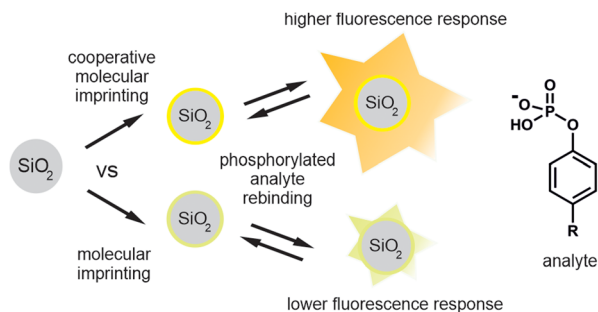 higher fluorescence response
cooperative
molecular
imprinting
SiO2
SiO2
SiO2
vs
phosphorylated
analyte
rebinding
SiO2
SiO2
molecular
imprinting
lower fluorescence response
-O
O
P
HO
O
R
analyte